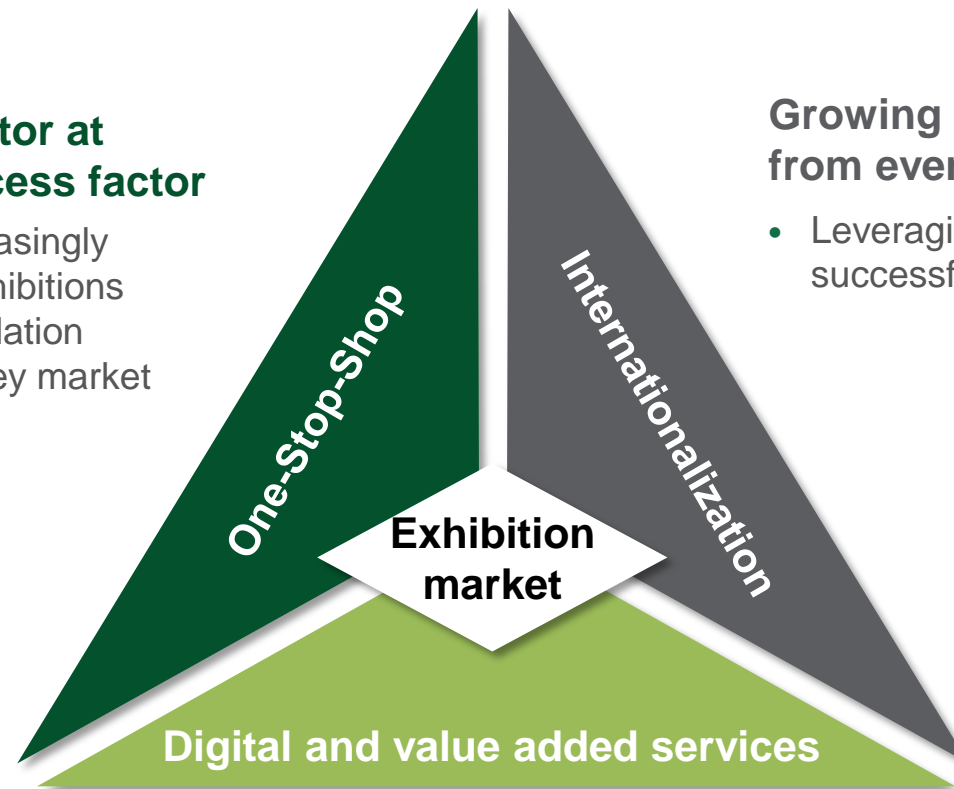 tor at
cess factor
asingly
hibitions
lation
ey market
Growing
from ever
• Leveragi
successf
One-Stop-Shop
Internationalization
Exhibition
market
Digital and value added services